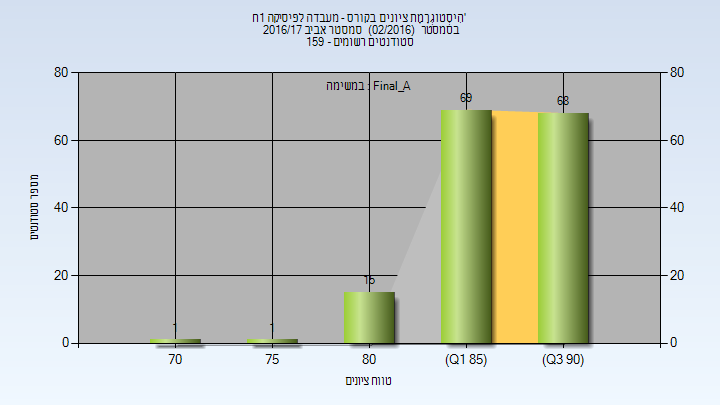 היסטוגרמת ציונים בקורס - מעבדה לפיסיקה 1ח'
בסמסטר (02/2016) סמסטר אביב 2016/17
סטודנטים רשומים - 159
במשימה : Final_A
80 80
69 68
60 60
מספר סטודנטים
40 40
20 20
15
1 1
0 0
70 75 80 (Q1 85) (Q3 90)
טווח ציונים